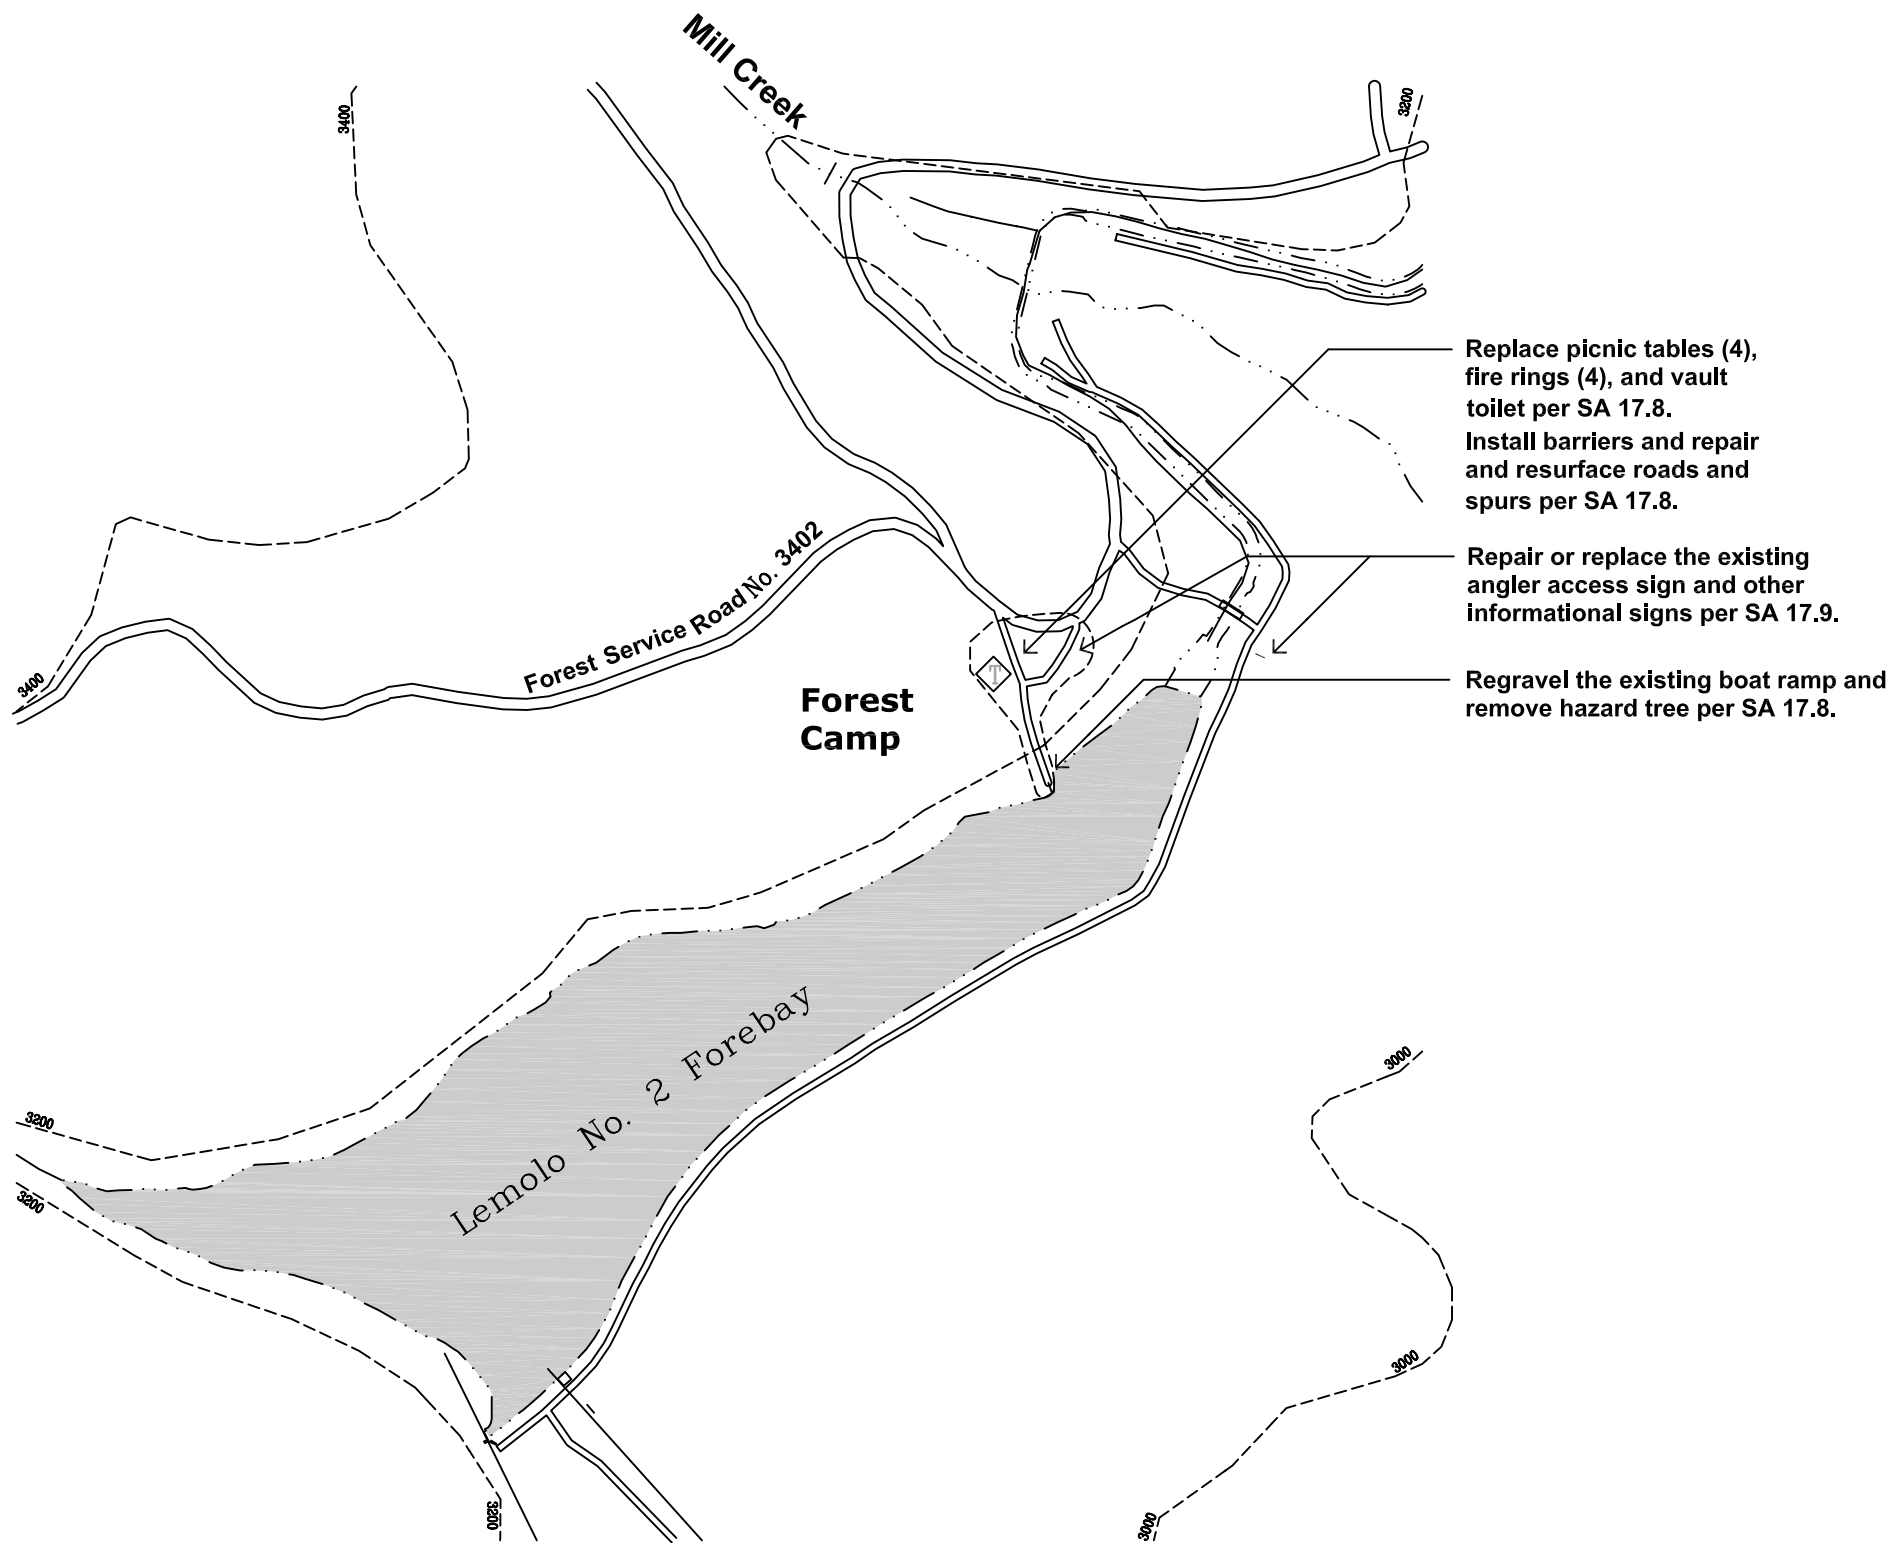 Mill Creek
3400
3200
Replace picnic tables (4),
fire rings (4), and vault
toilet per SA 17.8.
Install barriers and repair
and resurface roads and
spurs per SA 17.8.
Forest Service Road No. 3402
Repair or replace the existing
angler access sign and other
informational signs per SA 17.9.
3400
T
Forest
Camp
Regravel the existing boat ramp and
remove hazard tree per SA 17.8.
Lemolo No. 2 Forebay
3000
3200
3200
3000
3200
3000